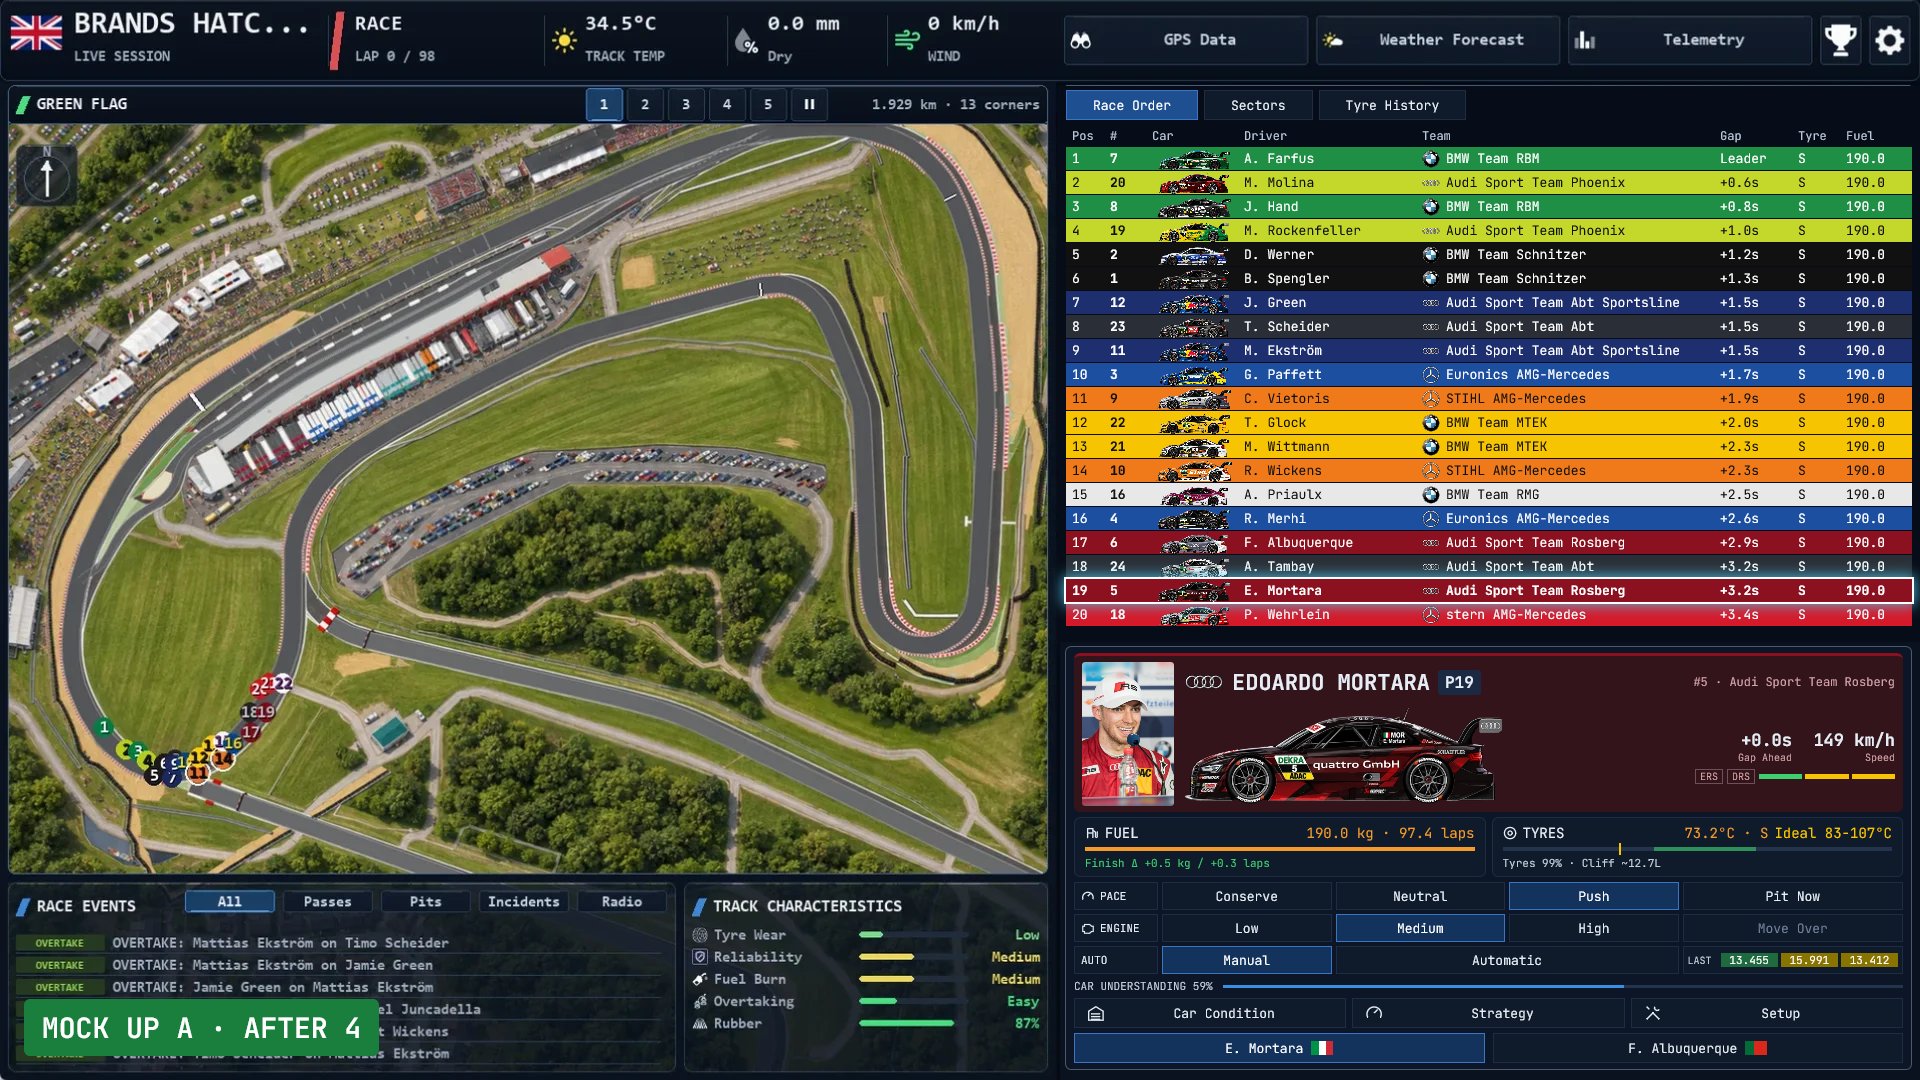 BRANDS HATC...
LIVE SESSION
RACE
LAP 0 / 98
34.5°C
TRACK TEMP
0.0 mm
Dry
0 km/h
WIND
GPS Data
Weather Forecast
Telemetry
GREEN FLAG
1 2 3 4 5
1.929 km · 13 corners
N
Race Order Sectors Tyre History
Pos # Car Driver Team Gap Tyre Fuel
1 7 A. Farfus BMW Team RBM Leader S 190.0
2 20 M. Molina Audi Sport Team Phoenix +0.6s S 190.0
3 8 J. Hand BMW Team RBM +0.8s S 190.0
4 19 M. Rockenfeller Audi Sport Team Phoenix +1.0s S 190.0
5 2 D. Werner BMW Team Schnitzer +1.2s S 190.0
6 1 B. Spengler BMW Team Schnitzer +1.3s S 190.0
7 12 J. Green Audi Sport Team Abt Sportsline +1.5s S 190.0
8 23 T. Scheider Audi Sport Team Abt +1.5s S 190.0
9 11 M. Ekström Audi Sport Team Abt Sportsline +1.5s S 190.0
10 3 G. Paffett Euronics AMG-Mercedes +1.7s S 190.0
11 9 C. Vietoris STIHL AMG-Mercedes +1.9s S 190.0
12 22 T. Glock BMW Team MTEK +2.0s S 190.0
13 21 M. Wittmann BMW Team MTEK +2.3s S 190.0
14 10 R. Wickens STIHL AMG-Mercedes +2.3s S 190.0
15 16 A. Priaulx BMW Team RMG +2.5s S 190.0
16 4 R. Merhi Euronics AMG-Mercedes +2.6s S 190.0
17 6 F. Albuquerque Audi Sport Team Rosberg +2.9s S 190.0
18 24 A. Tambay Audi Sport Team Abt +3.2s S 190.0
19 5 E. Mortara Audi Sport Team Rosberg +3.2s S 190.0
20 18 P. Wehrlein stern AMG-Mercedes +3.4s S 190.0
22
19
17
1
16
14
12
11
5
EDOARDO MORTARA P19
#5 · Audi Sport Team Rosberg
MOR
E. Mortara
DEKRA
5
ADAC
quattro GmbH
+0.0s 149 km/h
Gap Ahead Speed
ERS DRS
FUEL 190.0 kg · 97.4 laps
Finish Δ +0.5 kg / +0.3 laps
TYRES 73.2°C · S Ideal 83-107°C
Tyres 99% · Cliff ~12.7L
PACE Conserve Neutral Push Pit Now
ENGINE Low Medium High Move Over
AUTO Manual Automatic LAST 13.455 15.991 13.412
CAR UNDERSTANDING 59%
Car Condition Strategy Setup
E. Mortara F. Albuquerque
RACE EVENTS All Passes Pits Incidents Radio
OVERTAKE OVERTAKE: Mattias Ekström on Timo Scheider
OVERTAKE OVERTAKE: Mattias Ekström on Jamie Green
OVERTAKE OVERTAKE: Jamie Green on Mattias Ekström
el Juncadella
t Wickens
Ekström
MOCK UP A · AFTER 4
TRACK CHARACTERISTICS
Tyre Wear Low
Reliability Medium
Fuel Burn Medium
Overtaking Easy
Rubber 87%